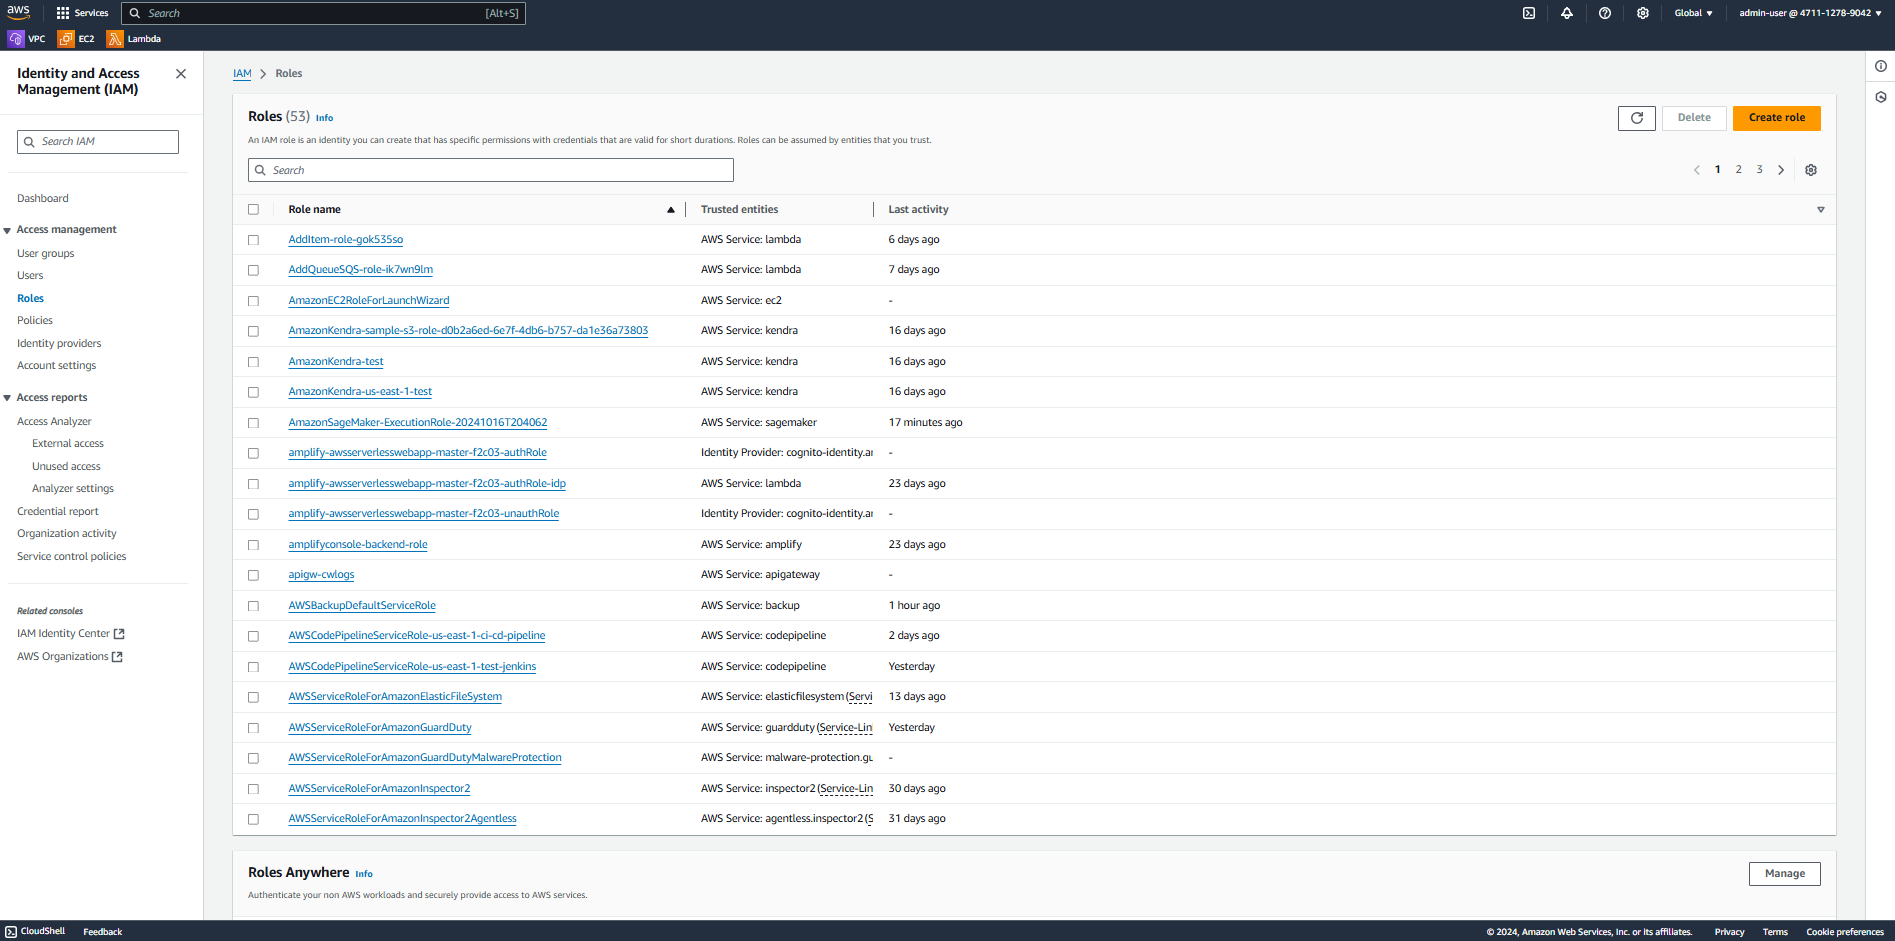 aws
Services
Search
[Alt+S]
Global
admin-user @ 4711-1278-9042
VPC
EC2
Lambda
Identity and Access
Management (IAM)
Search IAM
Dashboard
Access management
User groups
Users
Roles
Policies
Identity providers
Account settings
Access reports
Access Analyzer
External access
Unused access
Analyzer settings
Credential report
Organization activity
Service control policies
Related consoles
IAM Identity Center
AWS Organizations
IAM > Roles
Roles (53) Info
An IAM role is an identity you can create that has specific permissions with credentials that are valid for short durations. Roles can be assumed by entities that you trust.
Delete
Create role
Search
1 2 3
Role name Trusted entities Last activity
AddItem-role-gok535so AWS Service: lambda 6 days ago
AddQueueSQS-role-ik7wn9lm AWS Service: lambda 7 days ago
AmazonEC2RoleForLaunchWizard AWS Service: ec2 -
AmazonKendra-sample-s3-role-d0b2a6ed-6e7f-4db6-b757-da1e36a73803 AWS Service: kendra 16 days ago
AmazonKendra-test AWS Service: kendra 16 days ago
AmazonKendra-us-east-1-test AWS Service: kendra 16 days ago
AmazonSageMaker-ExecutionRole-20241016T204062 AWS Service: sagemaker 17 minutes ago
amplify-awsserverlesswebapp-master-f2c03-authRole Identity Provider: cognito-identity.ar -
amplify-awsserverlesswebapp-master-f2c03-authRole-idp AWS Service: lambda 23 days ago
amplify-awsserverlesswebapp-master-f2c03-unauthRole Identity Provider: cognito-identity.ar -
amplifyconsole-backend-role AWS Service: amplify 23 days ago
apigw-cwlogs AWS Service: apigateway -
AWSBackupDefaultServiceRole AWS Service: backup 1 hour ago
AWSCodePipelineServiceRole-us-east-1-ci-cd-pipeline AWS Service: codepipeline 2 days ago
AWSCodePipelineServiceRole-us-east-1-test-jenkins AWS Service: codepipeline Yesterday
AWSServiceRoleForAmazonElasticFileSystem AWS Service: elasticfilesystem (Servi 13 days ago
AWSServiceRoleForAmazonGuardDuty AWS Service: guardduty (Service-Lin Yesterday
AWSServiceRoleForAmazonGuardDutyMalwareProtection AWS Service: malware-protection.gu -
AWSServiceRoleForAmazonInspector2 AWS Service: inspector2 (Service-Lin 30 days ago
AWSServiceRoleForAmazonInspector2Agentless AWS Service: agentless.inspector2 (S 31 days ago
Roles Anywhere Info
Manage
Authenticate your non AWS workloads and securely provide access to AWS services.
CloudShell
Feedback
© 2024, Amazon Web Services, Inc. or its affiliates.
Privacy
Terms
Cookie preferences